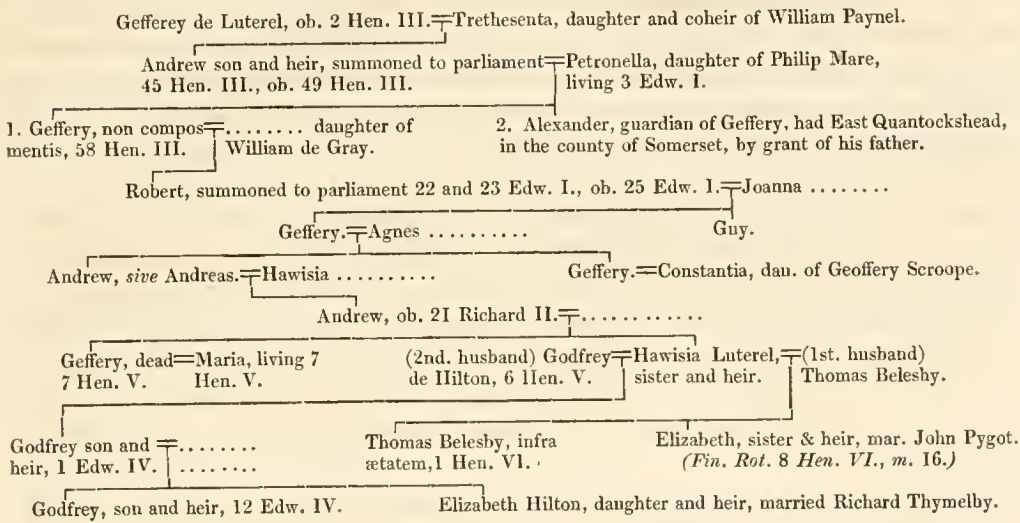 Gefferey de Luterel, ob. 2 Hen. III.=Trethesenta, daughter and coheir of William Paynel.
Andrew son and heir, summoned to parliament=Petronella, daughter of Philip Mare,
45 Hen. III., ob. 49 Hen. III. living 3 Edw. I.
1. Geffery, non compos=........ daughter of 2. Alexander, guardian of Geffery, had East Quantockshead,
mentis, 58 Hen. III. William de Gray. in the county of Somerset, by grant of his father.
Robert, summoned to parliament 22 and 23 Edw. I., ob. 25 Edw. I.=Joanna ........
Geffery.=Agnes .......... Guy.
Andrew, sive Andreas.=Hawisia .......... Geffery.=Constantia, dau. of Geoffery Scroope.
Andrew, ob. 21 Richard II.=............
Geffery, dead=Maria, living 7 (2nd. husband) Godfrey=Hawisia Luterel,=(1st. husband)
7 Hen. V. Hen. V. de Hilton, 6 Hen. V. sister and heir. Thomas Belesby.
Godfrey son and =........ Thomas Belesby, infra Elizabeth, sister & heir, mar. John Pygot.
heir, 1 Edw. IV. ........ ætatem, 1 Hen. VI. (Fin. Rot. 8 Hen. VI., m. 16.)
Godfrey, son and heir, 12 Edw. IV. Elizabeth Hilton, daughter and heir, married Richard Thymelby.